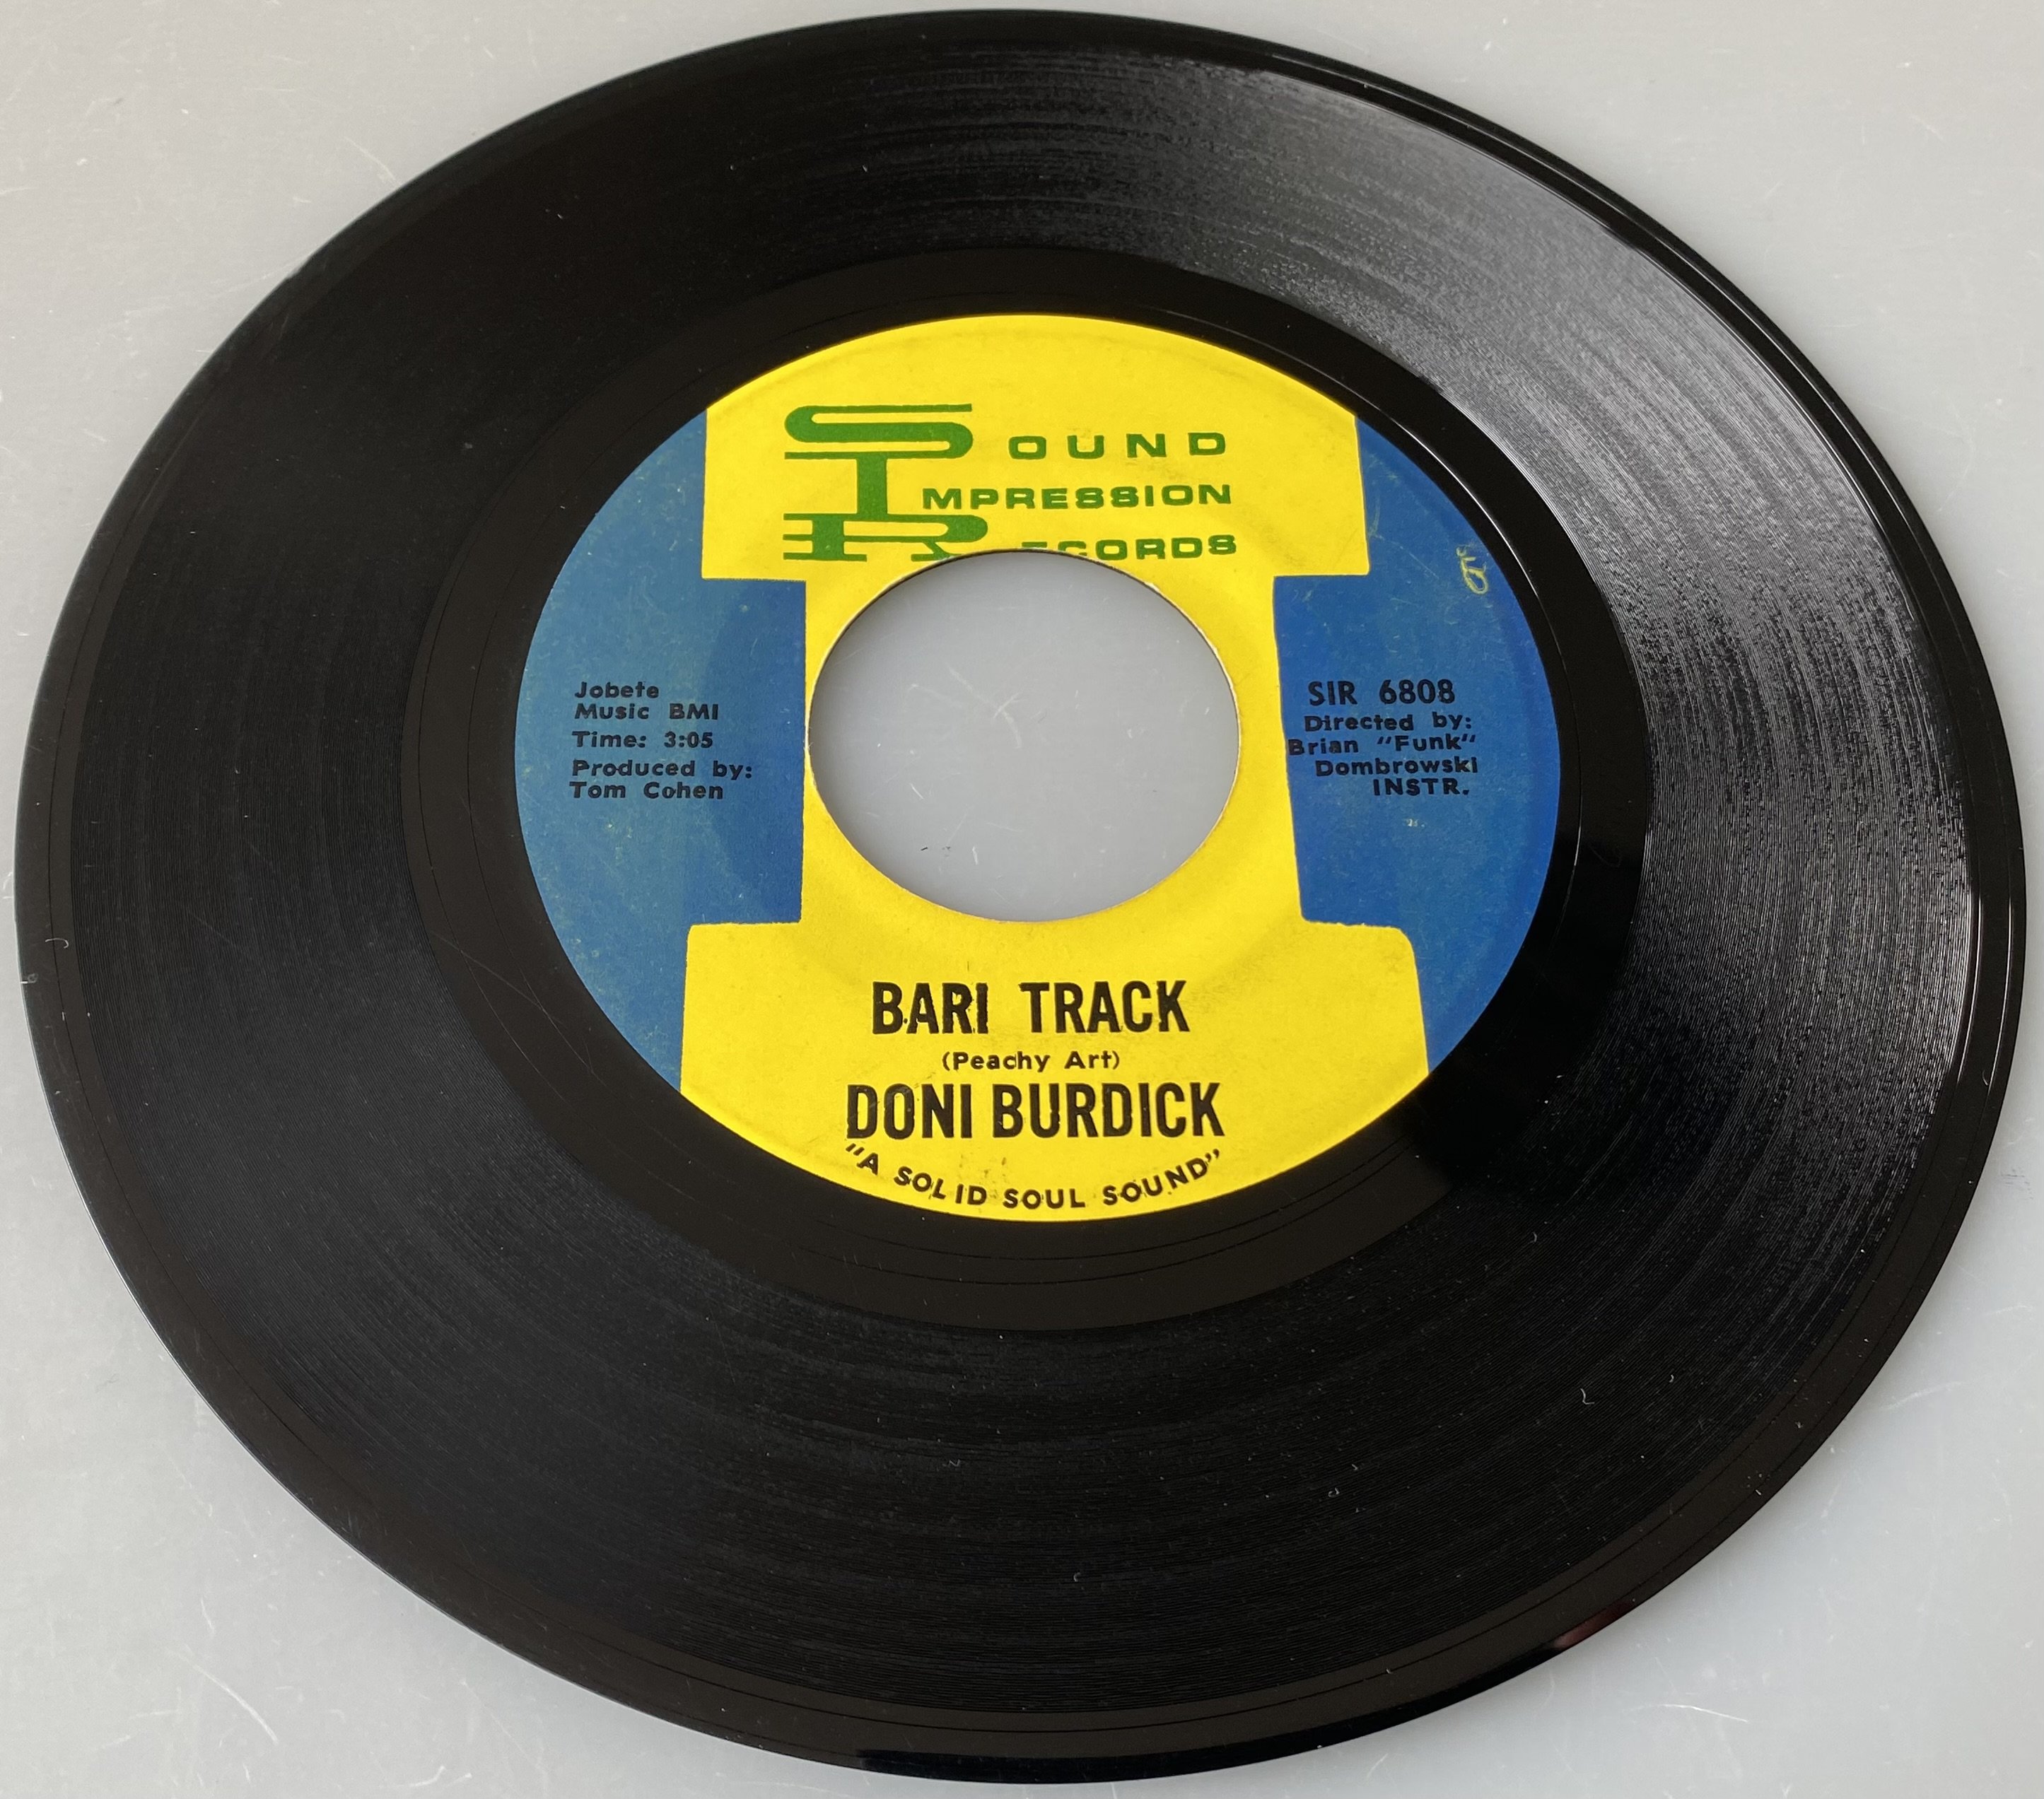 SOUND
IMPRESSION
RECORDS
Jobete
Music BMI
Time: 3:05
Produced by:
Tom Cohen
SIR 6808
Directed by:
Brian "Funk"
Dombrowski
INSTR.
BARI TRACK
(Peachy Art)
DONI BURDICK
"A SOLID SOUL SOUND"